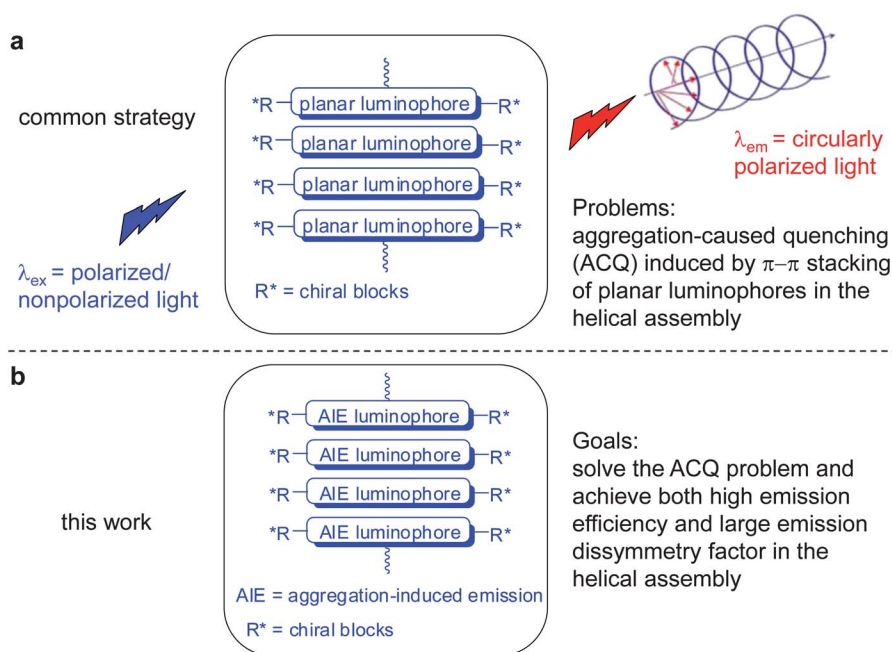 a
common strategy
λex = polarized/
nonpolarized light
*R planar luminophore R*
*R planar luminophore R*
*R planar luminophore R*
*R planar luminophore R*
R* = chiral blocks
λem = circularly
polarized light
Problems:
aggregation-caused quenching
(ACQ) induced by π–π stacking
of planar luminophores in the
helical assembly
b
this work
*R AIE luminophore R*
*R AIE luminophore R*
*R AIE luminophore R*
*R AIE luminophore R*
AIE = aggregation-induced emission
R* = chiral blocks
Goals:
solve the ACQ problem and
achieve both high emission
efficiency and large emission
dissymmetry factor in the
helical assembly